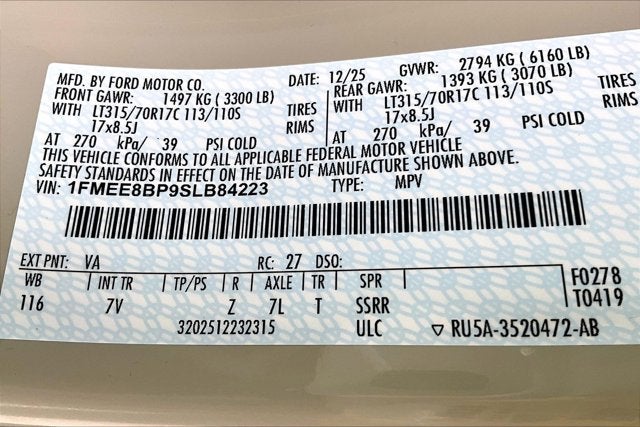 MFD. BY FORD MOTOR CO. DATE: 12/25 GVWR: 2794 KG ( 6160 LB)
FRONT GAWR: 1497 KG ( 3300 LB) REAR GAWR: 1393 KG ( 3070 LB)
WITH LT315/70R17C 113/110S TIRES WITH LT315/70R17C 113/110S TIRES
17x8.5J RIMS 17x8.5J RIMS
AT 270 kPa/ 39 PSI COLD AT 270 kPa/ 39 PSI COLD
THIS VEHICLE CONFORMS TO ALL APPLICABLE FEDERAL MOTOR VEHICLE
SAFETY STANDARDS IN EFFECT ON THE DATE OF MANUFACTURE SHOWN ABOVE.
VIN: 1FMEE8BP9SLB84223 TYPE: MPV
EXT PNT: VA RC: 27 DSO:
WB INT TR TP/PS R AXLE TR SPR F0278
116 7V Z 7L T SSRR T0419
3202512232315 ULC ▽ RU5A-3520472-AB